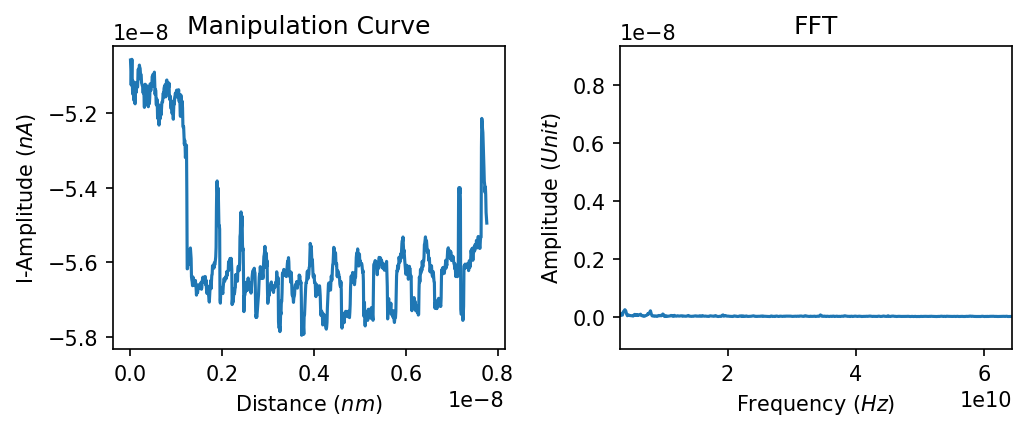 Manipulation Curve
1e−8
I-Amplitude (nA)
−5.2
−5.4
−5.6
−5.8
0.0 0.2 0.4 0.6 0.8
1e−8
Distance (nm)
FFT
1e−8
Amplitude (Unit)
0.8
0.6
0.4
0.2
0.0
2 4 6
1e10
Frequency (Hz)